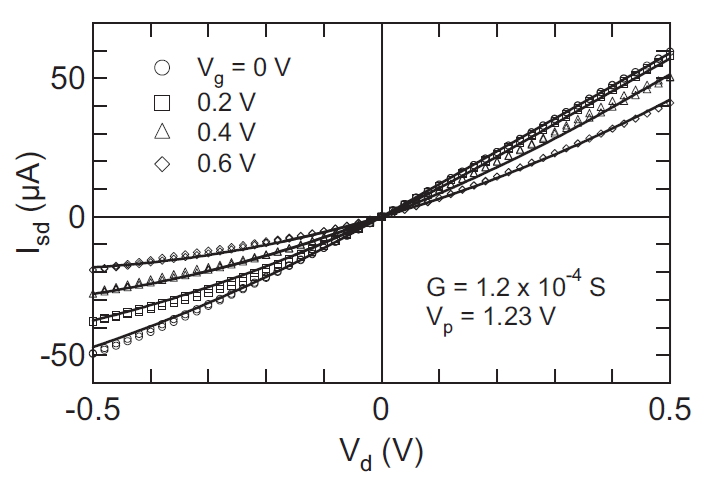 V_g = 0 V
0.2 V
0.4 V
0.6 V
50
0
-50
I_sd (μA)
G = 1.2 x 10^-4 S
V_p = 1.23 V
-0.5
0
0.5
V_d (V)